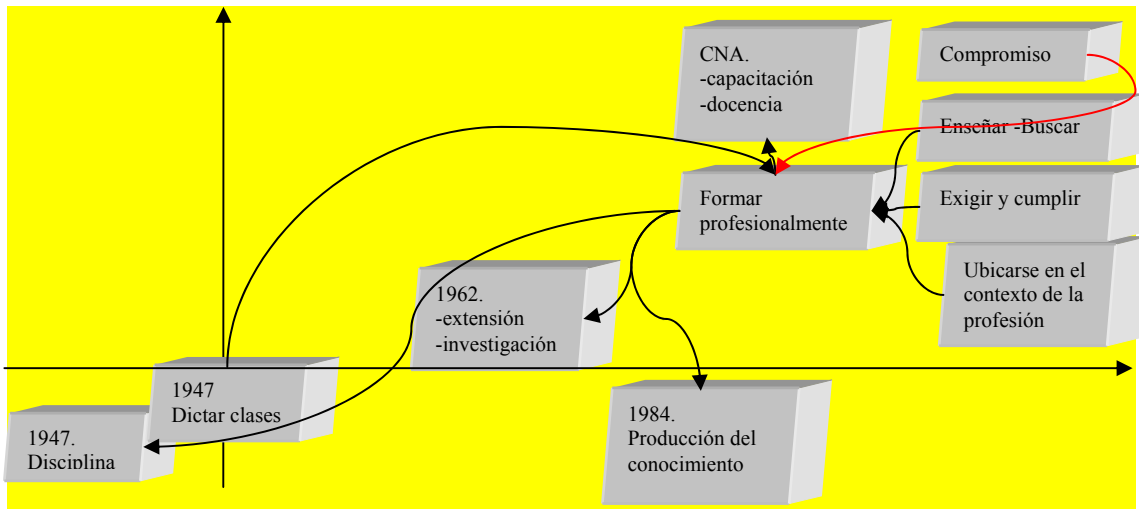 CNA.
-capacitación
-docencia
Compromiso
Enseñar -Buscar
Formar
profesionalmente
Exigir y cumplir
Ubicarse en el
contexto de la
profesión
1962.
-extensión
-investigación
1947
Dictar clases
1947.
Disciplina
1984.
Producción del
conocimiento